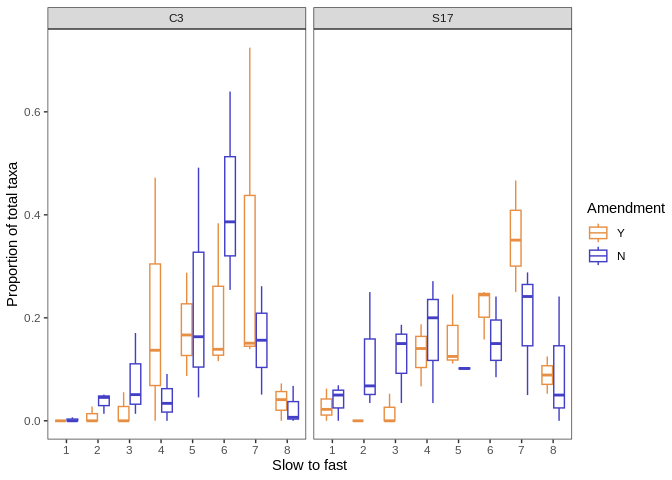 C3
S17
Proportion of total taxa
0.6
0.4
0.2
0.0
1 2 3 4 5 6 7 8
1 2 3 4 5 6 7 8
Slow to fast
Amendment
Y
N